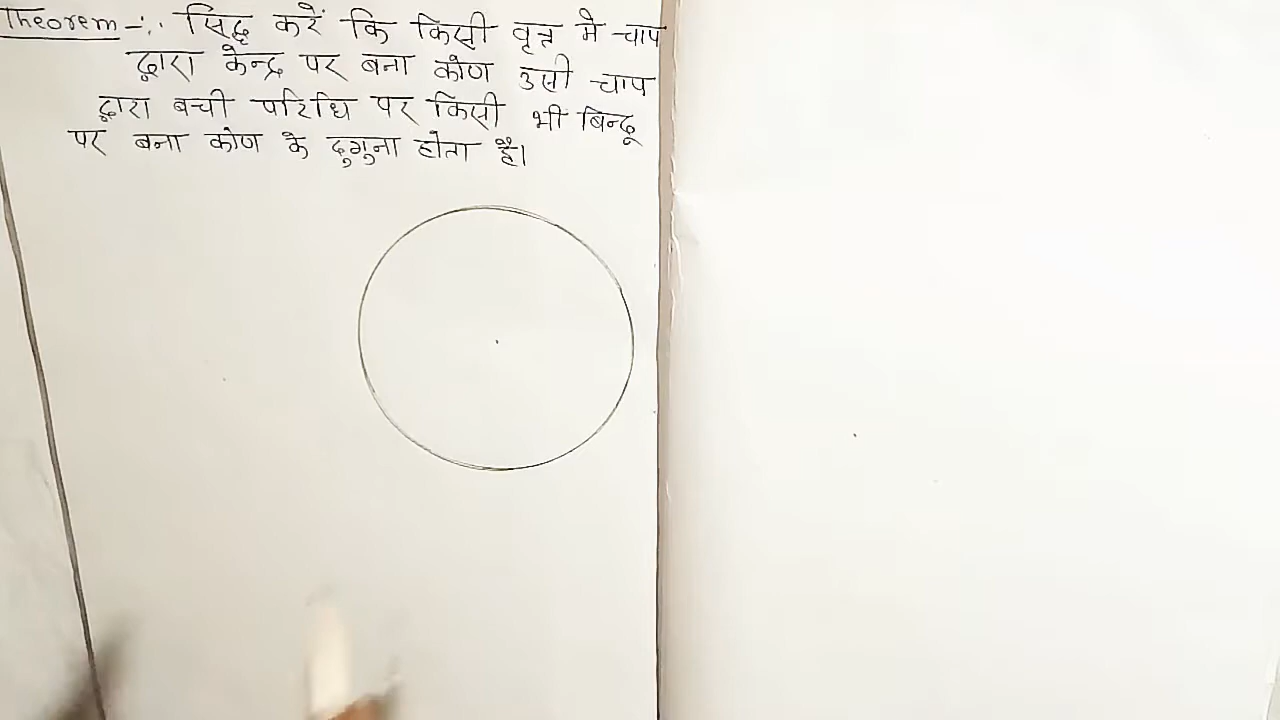 Theorem -:. सिद्ध करें कि किसी वृत्त मे चाप
द्वारा केन्द्र पर बना कोण उसी चाप
द्वारा बची परिधि पर किसी भी बिन्दू
पर बना कोण के दुगुना होता है।